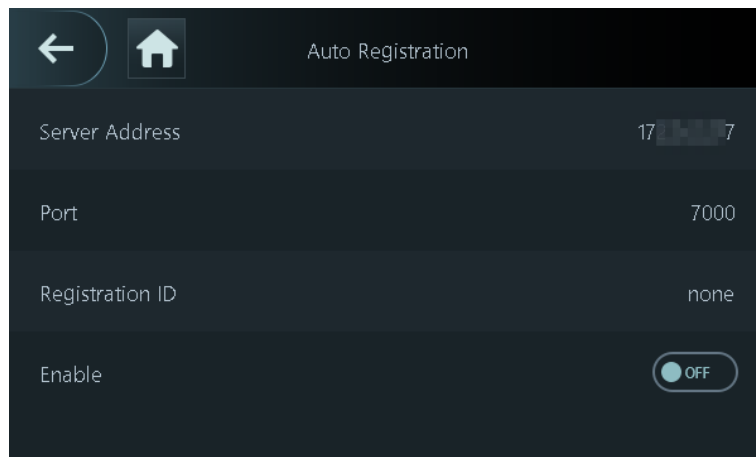 Auto Registration
Server Address
Port 7000
Registration ID none
Enable OFF